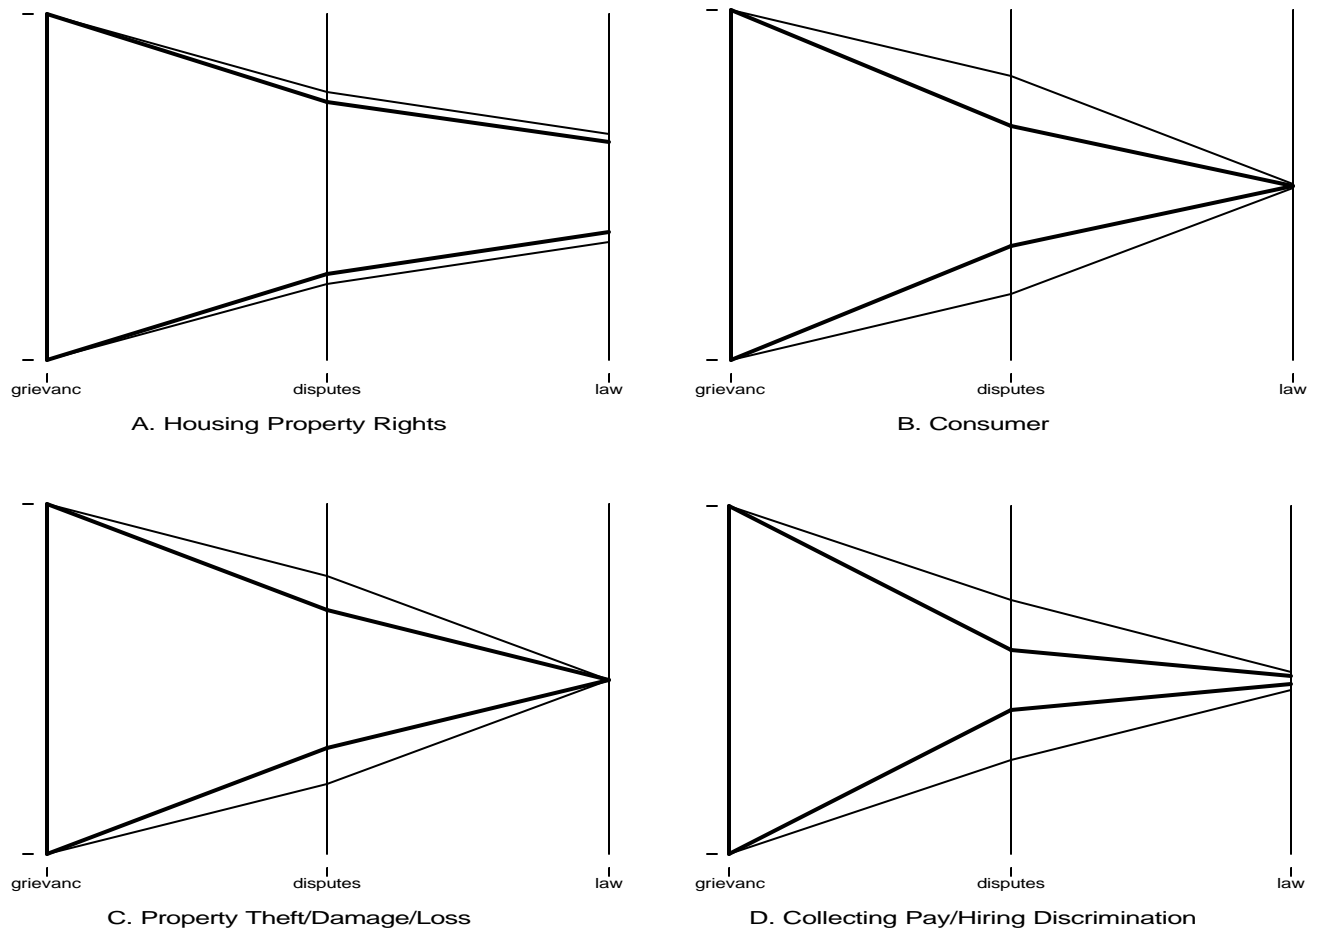 grievanc disputes law
grievanc disputes law
A. Housing Property Rights
B. Consumer
grievanc disputes law
grievanc disputes law
C. Property Theft/Damage/Loss
D. Collecting Pay/Hiring Discrimination